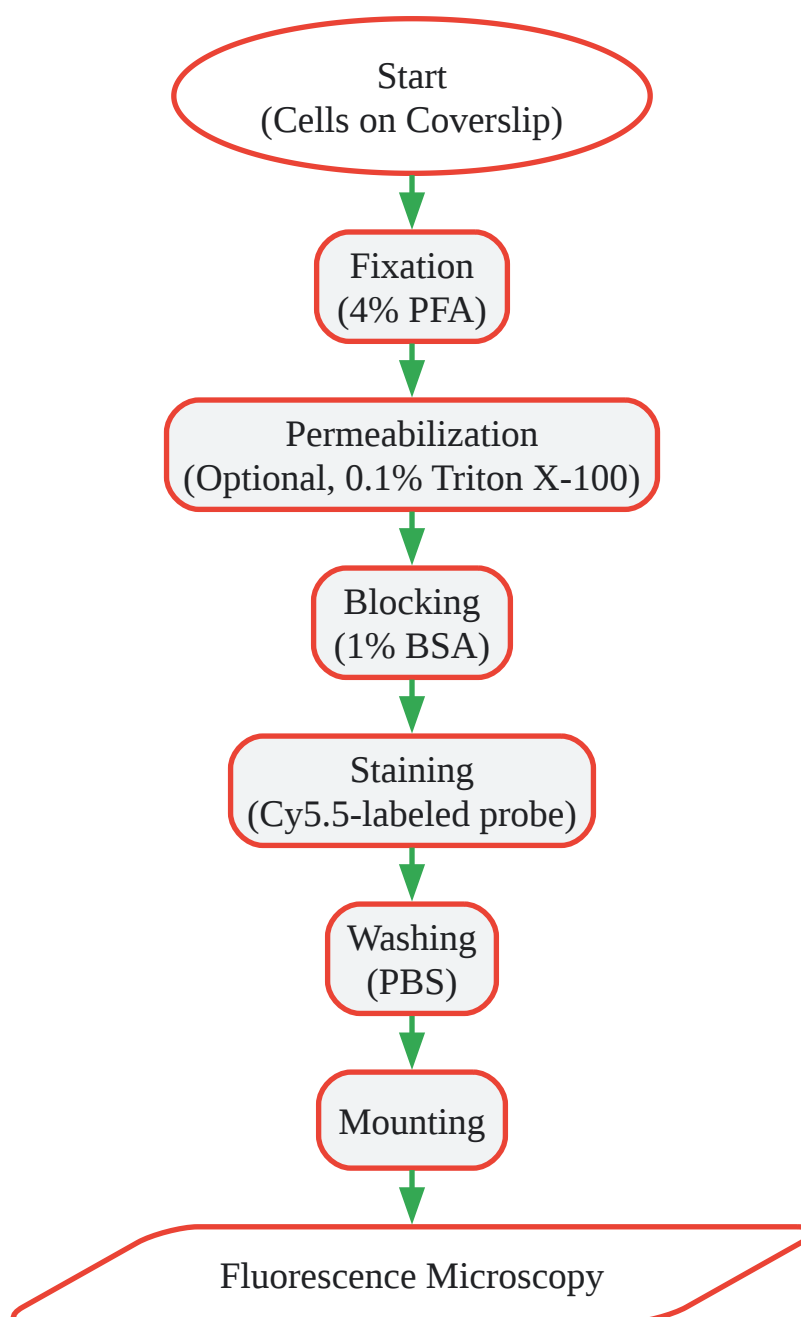 Start
(Cells on Coverslip)
Fixation
(4% PFA)
Permeabilization
(Optional, 0.1% Triton X-100)
Blocking
(1% BSA)
Staining
(Cy5.5-labeled probe)
Washing
(PBS)
Mounting
Fluorescence Microscopy